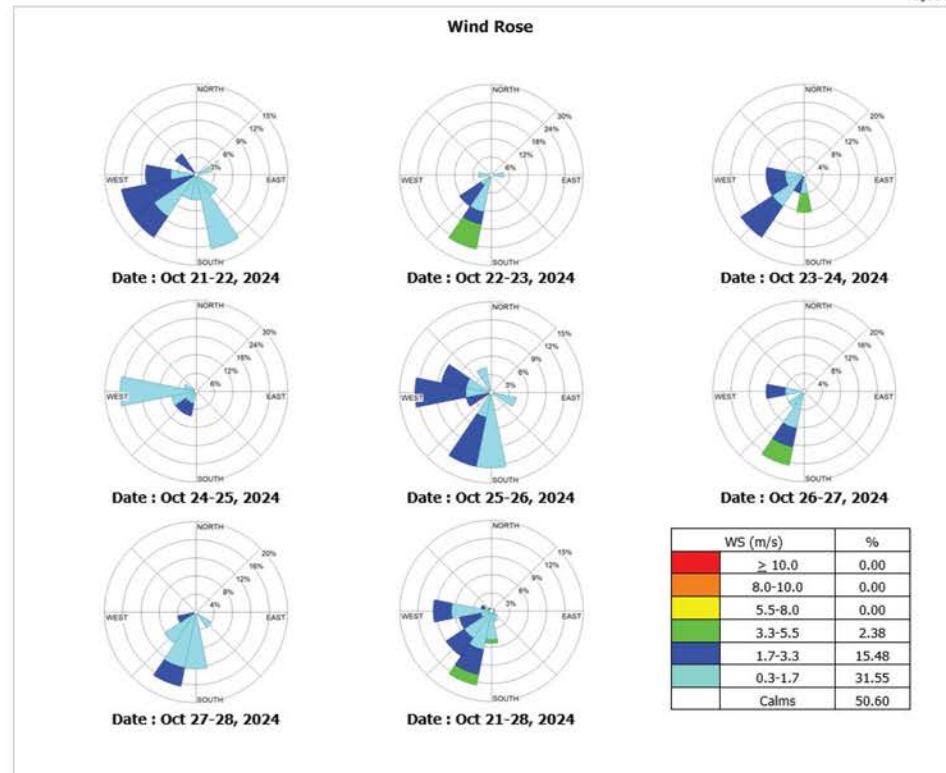 Wind Rose
NORTH
15%
12%
9%
6%
3%
WEST
EAST
SOUTH
Date : Oct 21-22, 2024
NORTH
30%
24%
18%
12%
6%
WEST
EAST
SOUTH
Date : Oct 22-23, 2024
NORTH
20%
16%
12%
8%
4%
WEST
EAST
SOUTH
Date : Oct 23-24, 2024
NORTH
30%
24%
18%
12%
6%
WEST
EAST
SOUTH
Date : Oct 24-25, 2024
NORTH
15%
12%
9%
6%
3%
WEST
EAST
SOUTH
Date : Oct 25-26, 2024
NORTH
20%
16%
12%
8%
4%
WEST
EAST
SOUTH
Date : Oct 26-27, 2024
NORTH
20%
16%
12%
8%
4%
WEST
EAST
SOUTH
Date : Oct 27-28, 2024
NORTH
15%
12%
9%
6%
3%
WEST
EAST
SOUTH
Date : Oct 21-28, 2024
WS (m/s) %
≥ 10.0 0.00
8.0-10.0 0.00
5.5-8.0 0.00
3.3-5.5 2.38
1.7-3.3 15.48
0.3-1.7 31.55
Calms 50.60